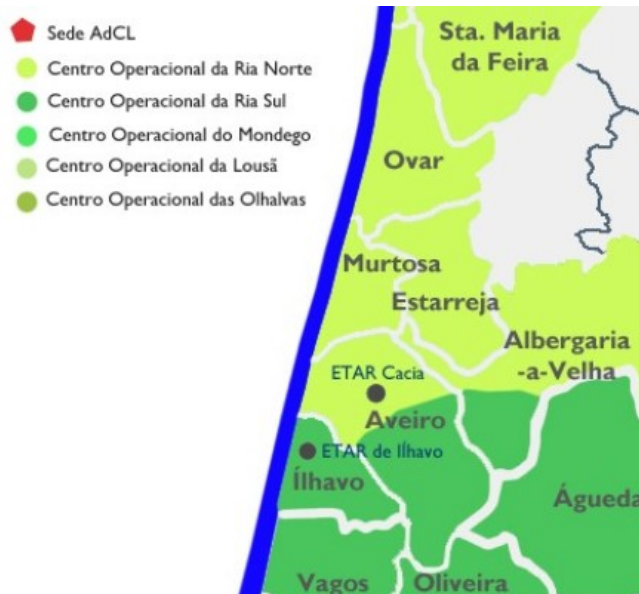 Sede AdCL
Centro Operacional da Ria Norte
Centro Operacional da Ria Sul
Centro Operacional do Mondego
Centro Operacional da Lousã
Centro Operacional das Olhalvas
Sta. Maria
da Feira
Ovar
Murtosa
Estarreja
Albergaria
-a-Velha
ETAR Cacia
Aveiro
ETAR de Ílhavo
Ílhavo
Águeda
Vagos
Oliveira